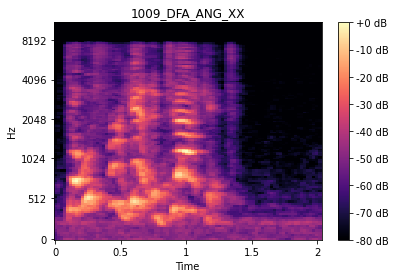 1009_DFA_ANG_XX
8192
4096
2048
1024
512
0
Hz
0
0.5
1
1.5
2
Time
+0 dB
-10 dB
-20 dB
-30 dB
-40 dB
-50 dB
-60 dB
-70 dB
-80 dB